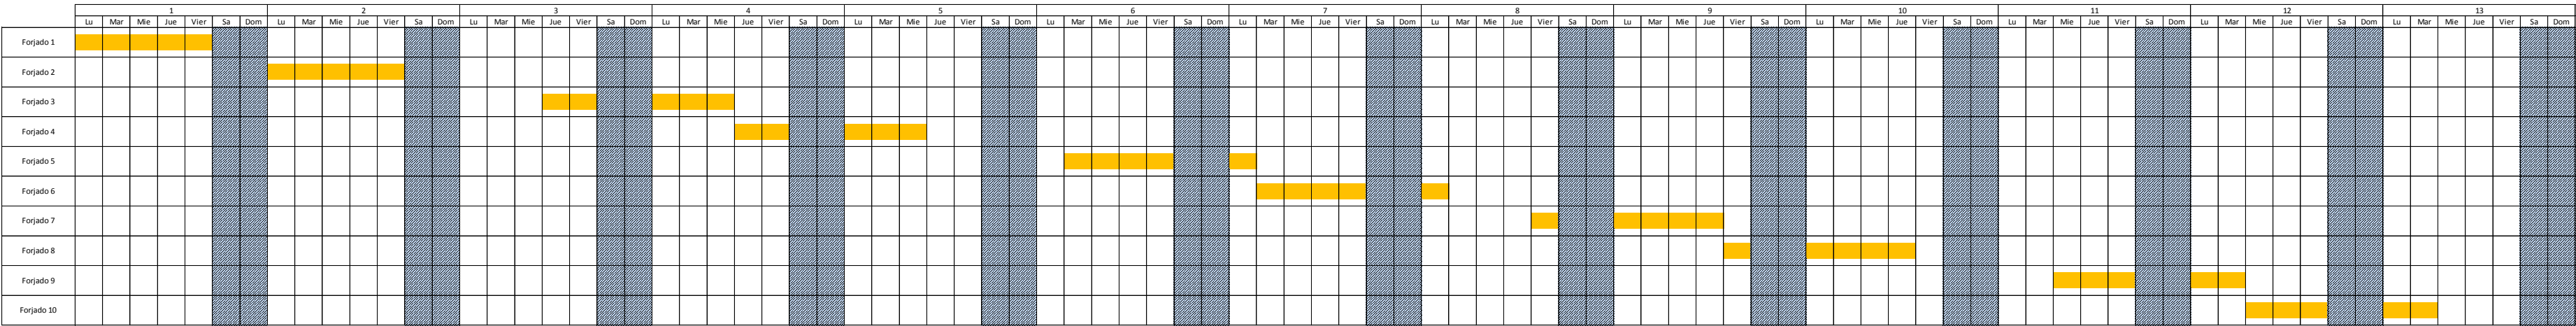 1 2 3 4 5 6 7 8 9 10 11 12 13
Lu Mar Mie Jue Vier Sa Dom Lu Mar Mie Jue Vier Sa Dom Lu Mar Mie Jue Vier Sa Dom Lu Mar Mie Jue Vier Sa Dom Lu Mar Mie Jue Vier Sa Dom Lu Mar Mie Jue Vier Sa Dom Lu Mar Mie Jue Vier Sa Dom Lu Mar Mie Jue Vier Sa Dom Lu Mar Mie Jue Vier Sa Dom Lu Mar Mie Jue Vier Sa Dom Lu Mar Mie Jue Vier Sa Dom Lu Mar Mie Jue Vier Sa Dom Lu Mar Mie Jue Vier Sa Dom
Forjado 1
Forjado 2
Forjado 3
Forjado 4
Forjado 5
Forjado 6
Forjado 7
Forjado 8
Forjado 9
Forjado 10